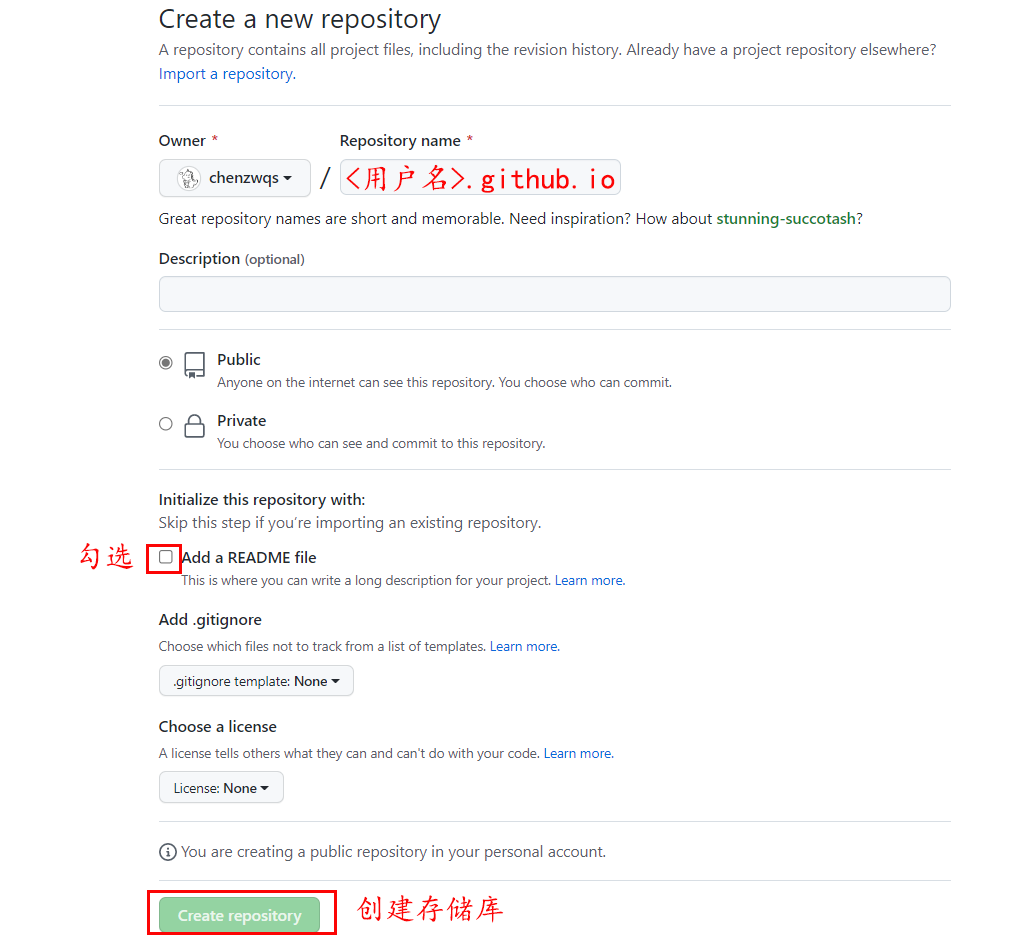 Create a new repository
A repository contains all project files, including the revision history. Already have a project repository elsewhere?
Import a repository.
Owner * Repository name *
chenzwqs / <用户名>.github.io
Great repository names are short and memorable. Need inspiration? How about stunning-succotash?
Description (optional)
Public
Anyone on the internet can see this repository. You choose who can commit.
Private
You choose who can see and commit to this repository.
Initialize this repository with:
Skip this step if you’re importing an existing repository.
勾选 Add a README file
This is where you can write a long description for your project. Learn more.
Add .gitignore
Choose which files not to track from a list of templates. Learn more.
.gitignore template: None
Choose a license
A license tells others what they can and can't do with your code. Learn more.
License: None
You are creating a public repository in your personal account.
Create repository 创建存储库